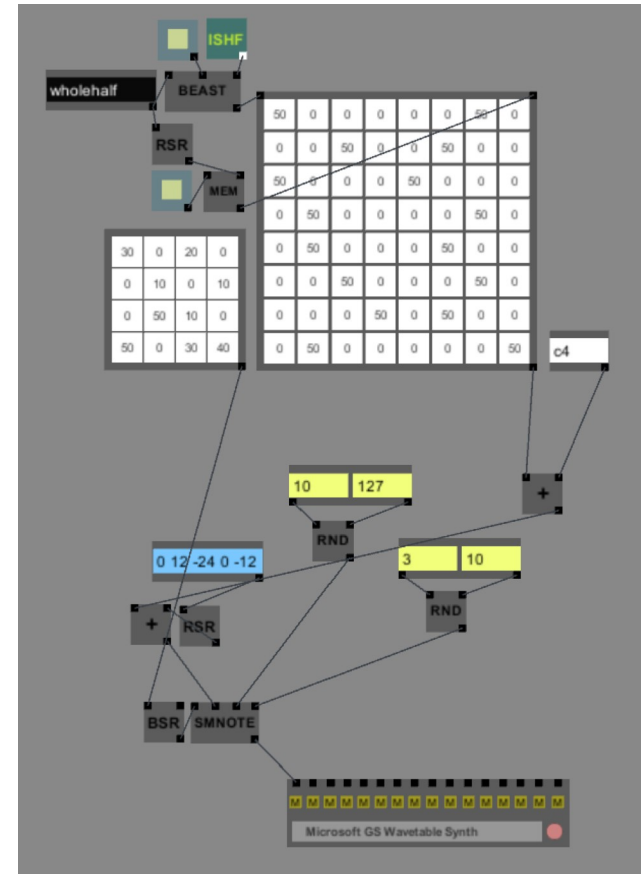 ISHF
wholehalf
BEAST
RSR
MEM
50 0 0 0 0 0 50 0
0 0 50 0 0 50 0 0
50 0 0 0 50 0 0 0
0 50 0 0 0 0 50 0
0 50 0 0 0 50 0 0
0 0 50 0 0 0 50 0
0 0 0 50 0 50 0 0
0 50 0 0 0 0 0 50
30 0 20 0
0 10 0 10
0 50 10 0
50 0 30 40
c4
+
10 127
RND
3 10
RND
0 12 -24 0 -12
+ RSR
BSR SMNOTE
M M M M M M M M M M M M M M M M
Microsoft GS Wavetable Synth